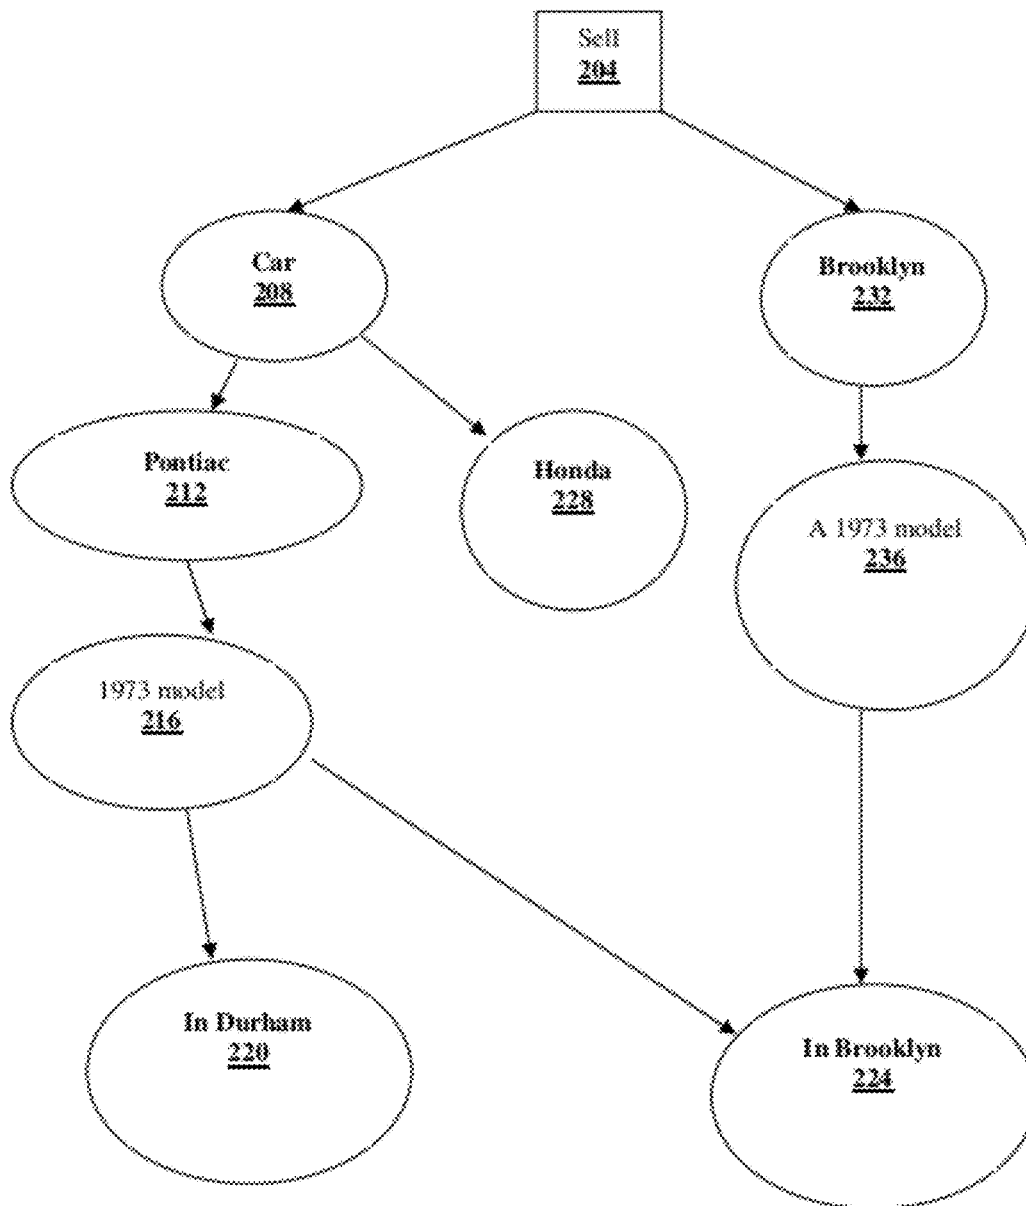 Sell
204
Car
208
Brooklyn
232
Pontiac
212
Honda
228
A 1973 model
236
1973 model
216
In Durham
220
In Brooklyn
224